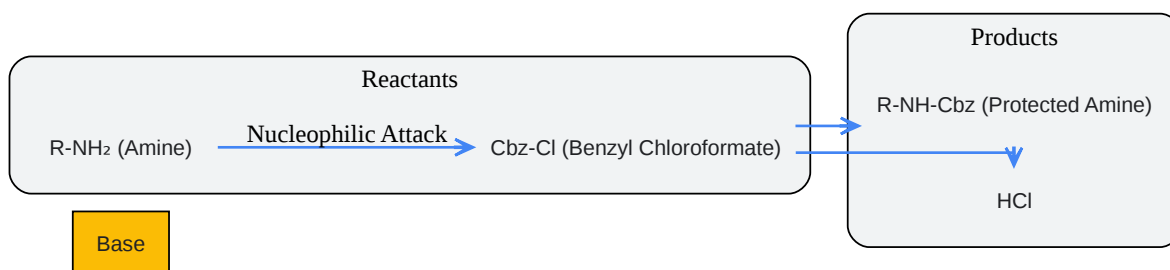 Products
Reactants
R-NH-Cbz (Protected Amine)
Nucleophilic Attack
R-NH₂ (Amine)
Cbz-Cl (Benzyl Chloroformate)
HCl
Base